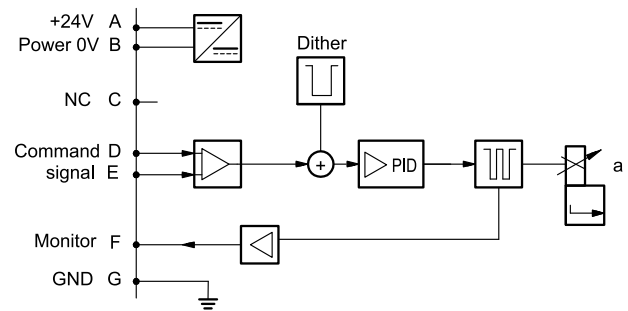 +24V A
Power 0V B
Dither
NC C
Command D
signal E
+
PID
a
Monitor F
GND G